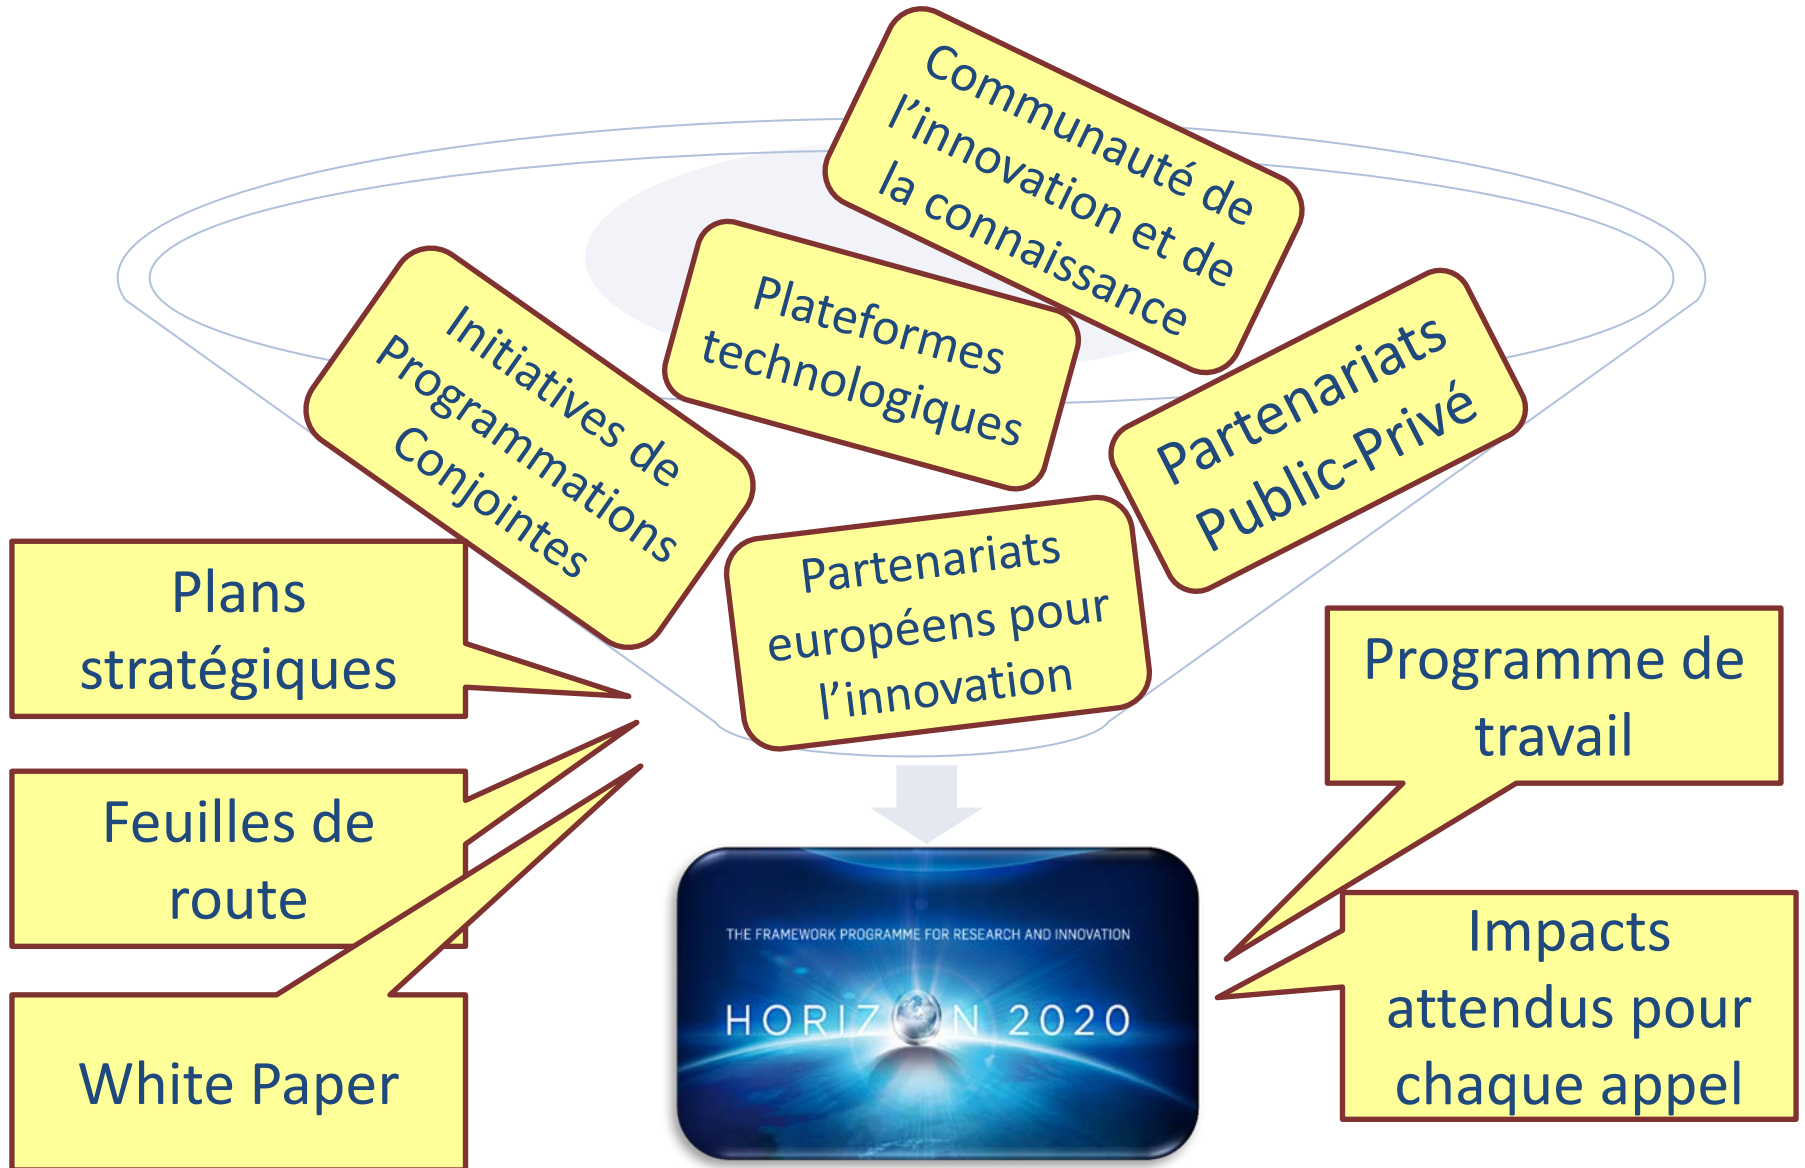 Communauté de
l’innovation et de
la connaissance
Plateformes
technologiques
Initiatives de
Programmations
Conjointes
Partenariats
Public-Privé
Partenariats
européens pour
l’innovation
Plans
stratégiques
Feuilles de
route
White Paper
Programme de
travail
Impacts
attendus pour
chaque appel
THE FRAMEWORK PROGRAMME FOR RESEARCH AND INNOVATION
HORIZON 2020